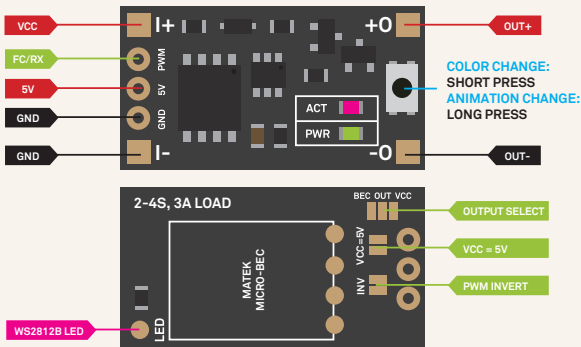 VCC
FC/RX
5V
GND
GND
I+
PWM
5V
GND
I-
+O
ACT
PWR
-O
OUT+
COLOR CHANGE:
SHORT PRESS
ANIMATION CHANGE:
LONG PRESS
OUT-
2-4S, 3A LOAD
BEC OUT VCC
VCC=5V
INV
MATEK
MICRO-BEC
LED
WS2812B LED
OUTPUT SELECT
VCC = 5V
PWM INVERT